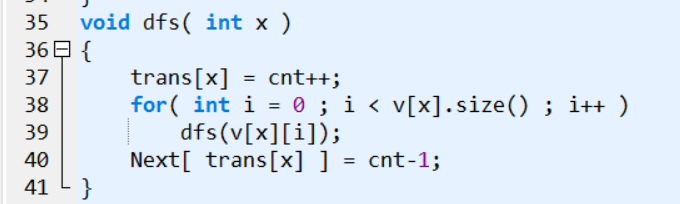 35 void dfs( int x )
36 {
37 trans[x] = cnt++;
38 for( int i = 0 ; i < v[x].size() ; i++ )
39 dfs(v[x][i]);
40 Next[ trans[x] ] = cnt-1;
41 }